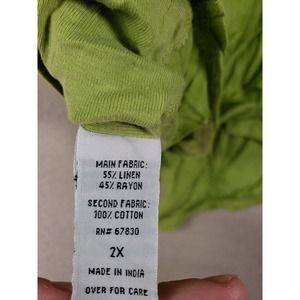 MAIN FABRIC:
55% LINEN
45% RAYON
SECOND FABRIC:
100% COTTON
RN# 67830
2X
MADE IN INDIA
OVER FOR CARE